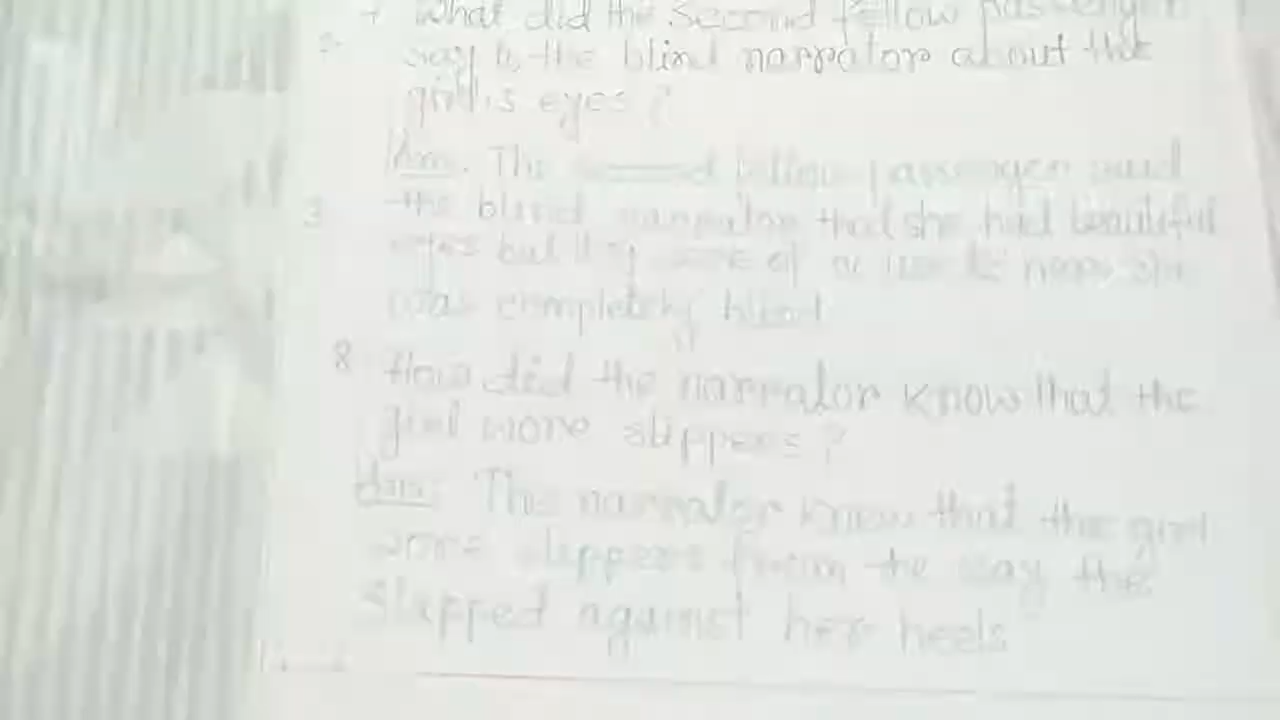 7 What did the Second fellow passenger
say to the blind narrator about the
girl's eyes ?
Ans. The second fellow passenger said
3 the blind narrator that she had beautiful
eyes but they were of no use to her. She
was completely blind
8 How did the narrator know that the
girl wore slippers ?
Ans: The narrator knew that the girl
wore slippers from the way the
slapped against her heels